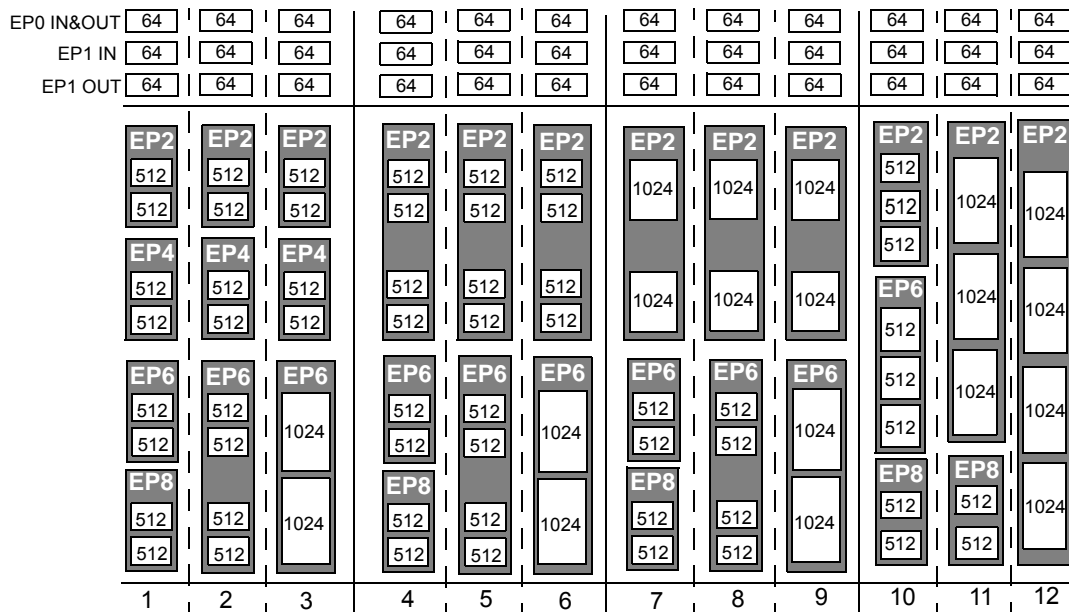 EP0 IN&OUT 64 64 64 64 64 64 64 64 64 64 64 64
EP1 IN 64 64 64 64 64 64 64 64 64 64 64 64
EP1 OUT 64 64 64 64 64 64 64 64 64 64 64 64
EP2 EP2 EP2 EP2 EP2 EP2 EP2 EP2 EP2 EP2 EP2 EP2
512 512 512 512 512 512 1024 1024 1024 512 1024 1024
512 512 512 512 512 512 512
EP4 EP4 EP4 512
512 512 512 512 512 512 1024 1024 1024 EP6 1024 1024
512 512 512 512 512 512 512
EP6 EP6 EP6 EP6 EP6 EP6 EP6 EP6 EP6 512 1024 1024
512 512 1024 512 512 1024 512 512 1024 512
512 512 512 512 512 512
EP8 EP8 EP8 EP8 EP8
512 512 1024 512 512 1024 512 512 1024 512 512 1024
512 512 512 512 512 512 512 512
1 2 3 4 5 6 7 8 9 10 11 12